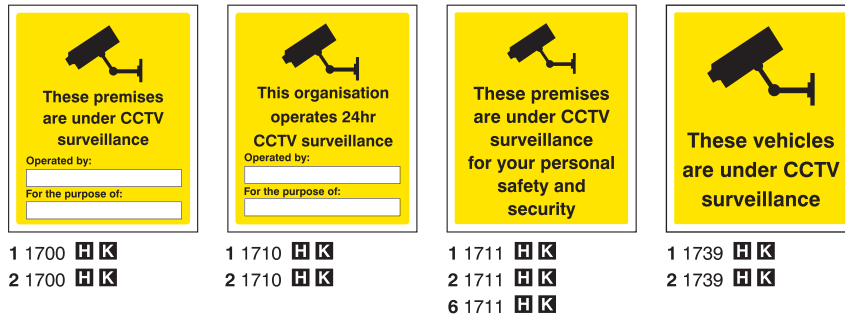 These premises
are under CCTV
surveillance
Operated by:
For the purpose of:
1 1700 H K
2 1700 H K
This organisation
operates 24hr
CCTV surveillance
Operated by:
For the purpose of:
1 1710 H K
2 1710 H K
These premises
are under CCTV
surveillance
for your personal
safety and
security
1 1711 H K
2 1711 H K
6 1711 H K
These vehicles
are under CCTV
surveillance
1 1739 H K
2 1739 H K